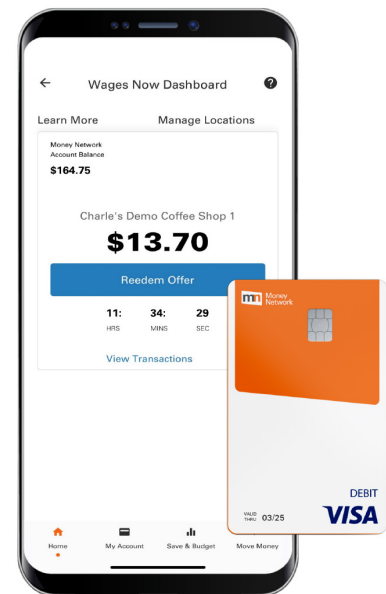 Wages Now Dashboard
?
Learn More Manage Locations
Money Network
Account Balance
$164.75
Charle's Demo Coffee Shop 1
$13.70
Reedem Offer
11: 34: 29
HRS MINS SEC
View Transactions
mn Money
Network
DEBIT
VALID
THRU 03/25
VISA
Home My Account Save & Budget Move Money